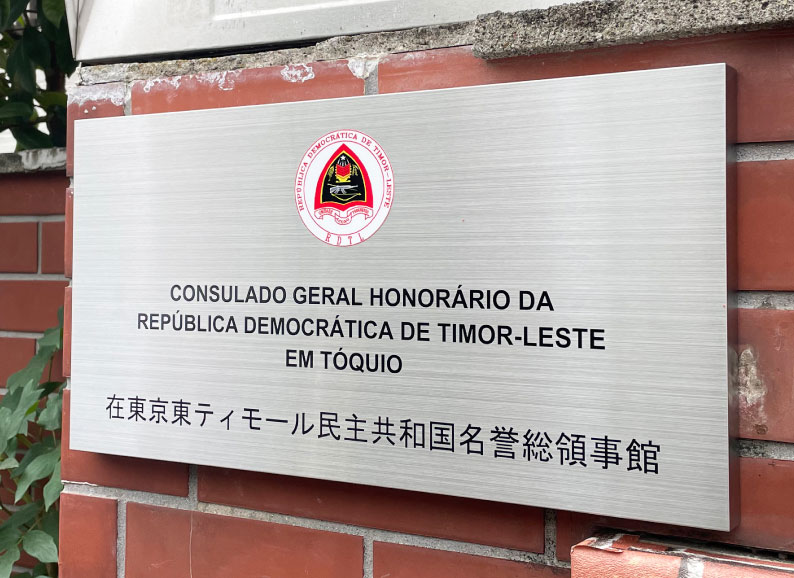 REPÚBLICA DEMOCRÁTICA DE TIMOR-LESTE
RDTL
CONSULADO GERAL HONORÁRIO DA
REPÚBLICA DEMOCRÁTICA DE TIMOR-LESTE
EM TÓQUIO
在東京東ティモール民主共和国名誉総領事館